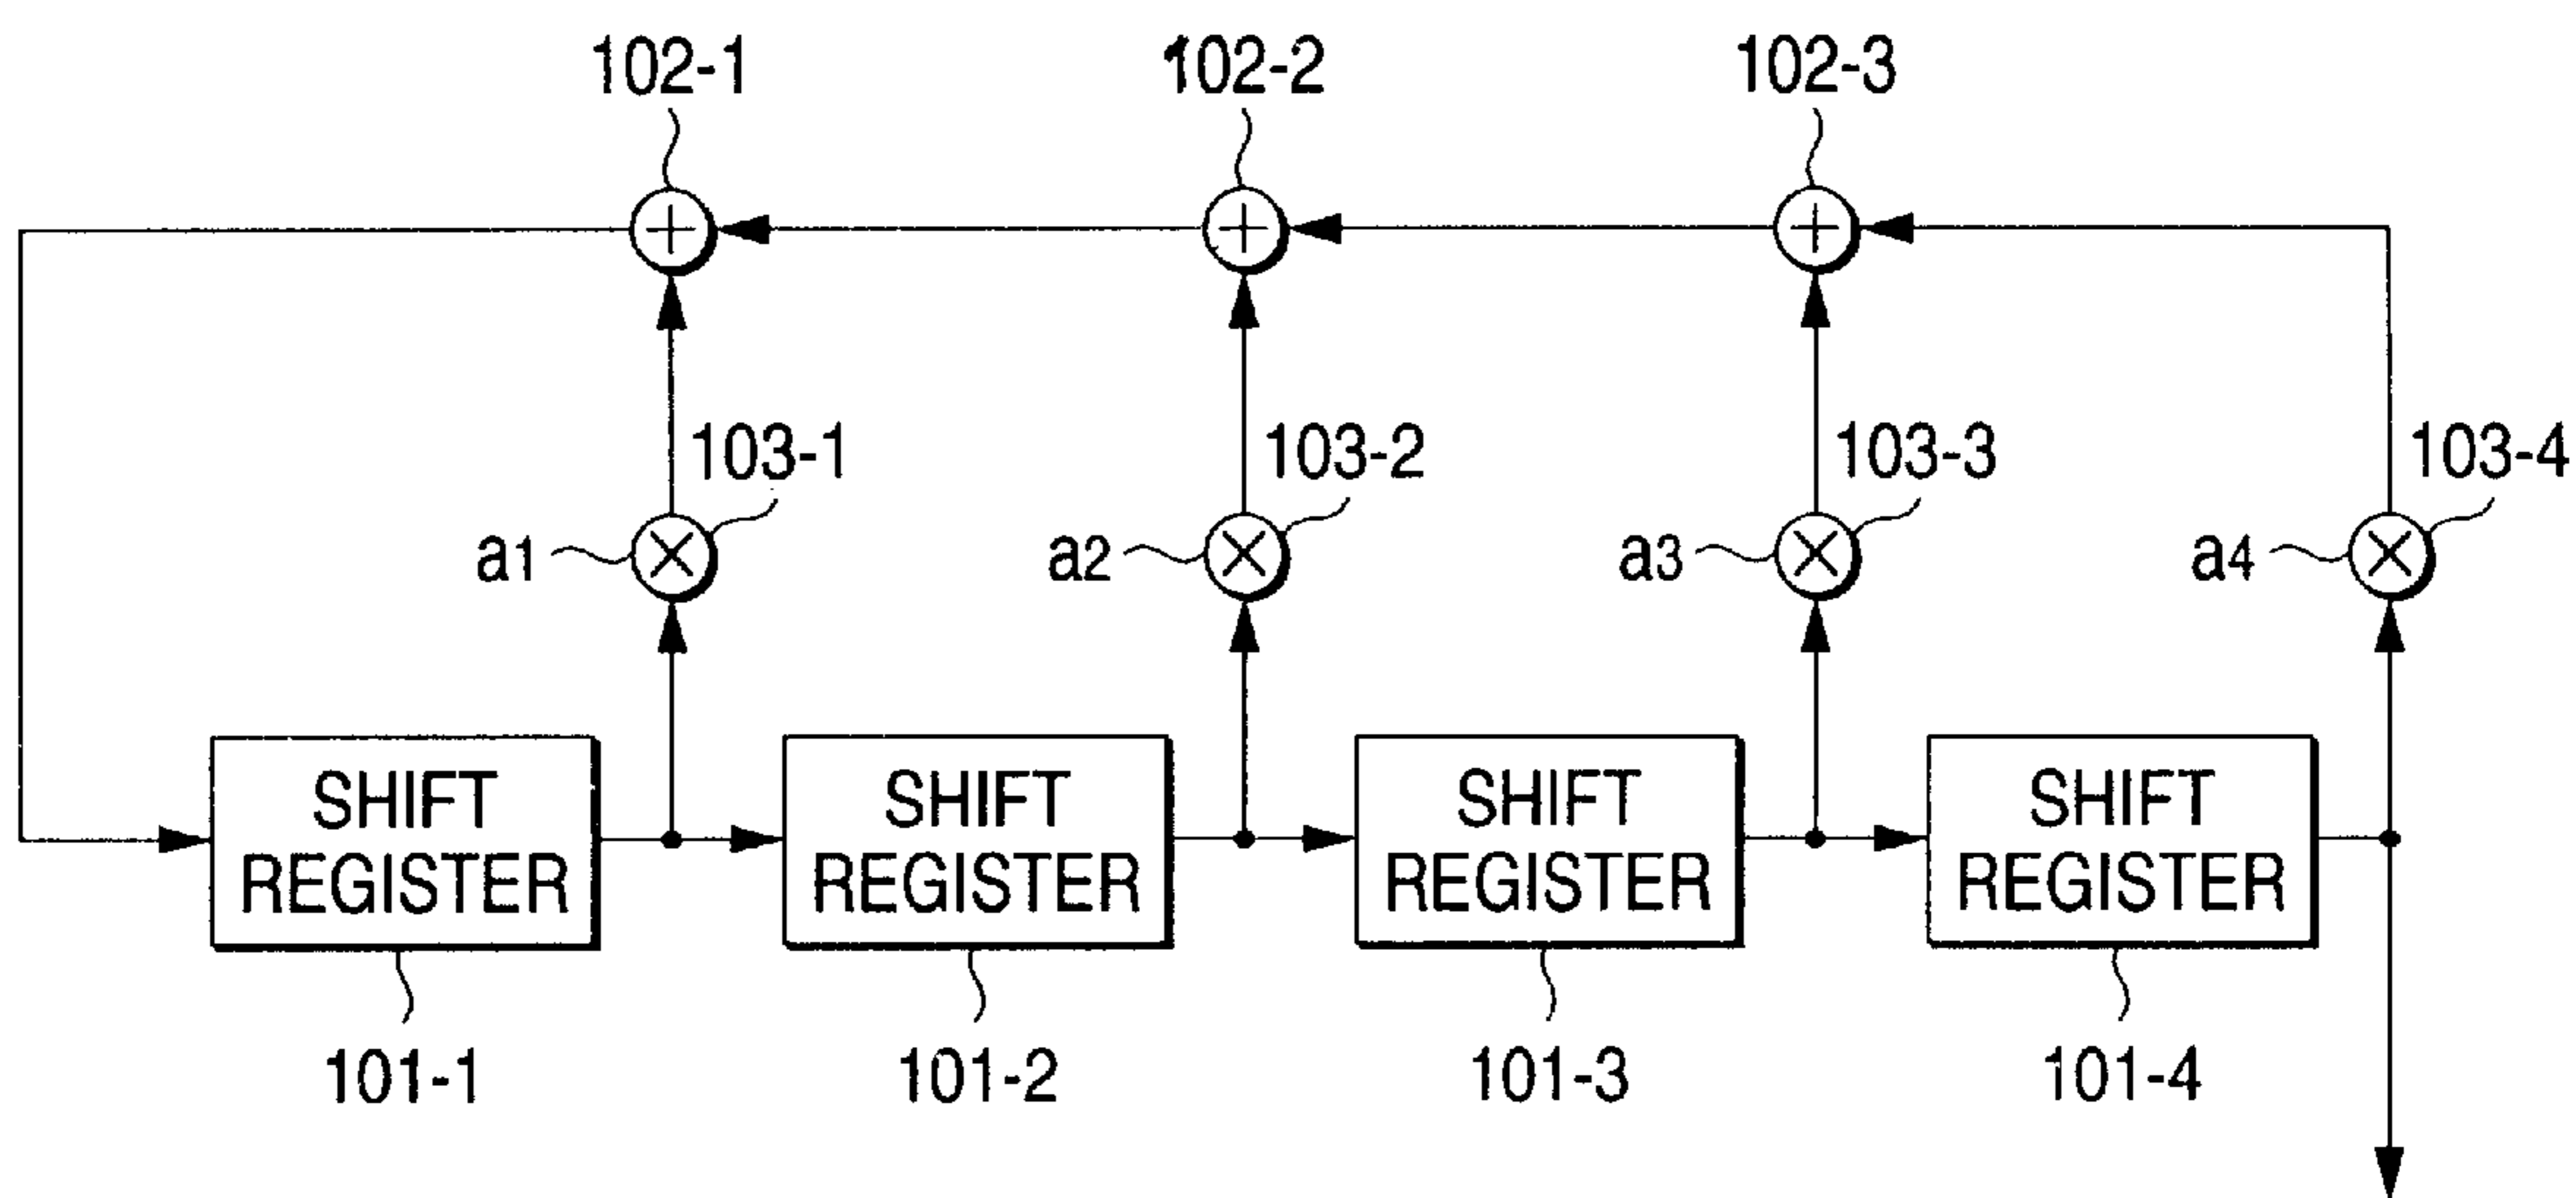 102-1 102-2 102-3
103-1 103-2 103-3 103-4
a1 a2 a3 a4
SHIFT REGISTER
SHIFT REGISTER
SHIFT REGISTER
SHIFT REGISTER
101-1 101-2 101-3 101-4